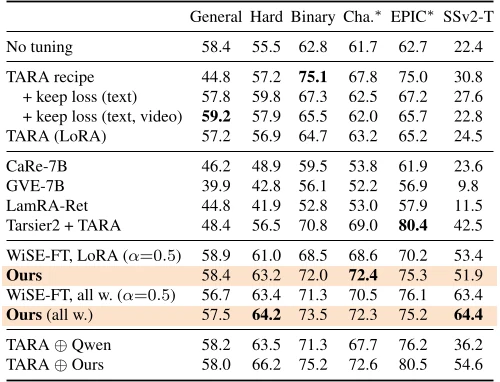 General Hard Binary Cha.* EPIC* SSv2-T
No tuning 58.4 55.5 62.8 61.7 62.7 22.4
TARA recipe 44.8 57.2 75.1 67.8 75.0 30.8
+ keep loss (text) 57.8 59.8 67.3 62.5 67.2 27.6
+ keep loss (text, video) 59.2 57.9 65.5 62.0 65.7 22.8
TARA (LoRA) 57.2 56.9 64.7 63.2 65.2 24.5
CaRe-7B 46.2 48.9 59.5 53.8 61.9 23.6
GVE-7B 39.9 42.8 56.1 52.2 56.9 9.8
LamRA-Ret 44.8 41.9 52.8 53.0 57.9 11.5
Tarsier2 + TARA 48.4 56.5 70.8 69.0 80.4 42.5
WiSE-FT, LoRA (α=0.5) 58.9 61.0 68.5 68.6 70.2 53.4
Ours 58.4 63.2 72.0 72.4 75.3 51.9
WiSE-FT, all w. (α=0.5) 56.7 63.4 71.3 70.5 76.1 63.4
Ours (all w.) 57.5 64.2 73.5 72.3 75.2 64.4
TARA ⊕ Qwen 58.2 63.5 71.3 67.7 76.2 36.2
TARA ⊕ Ours 58.0 66.2 75.2 72.6 80.5 54.6